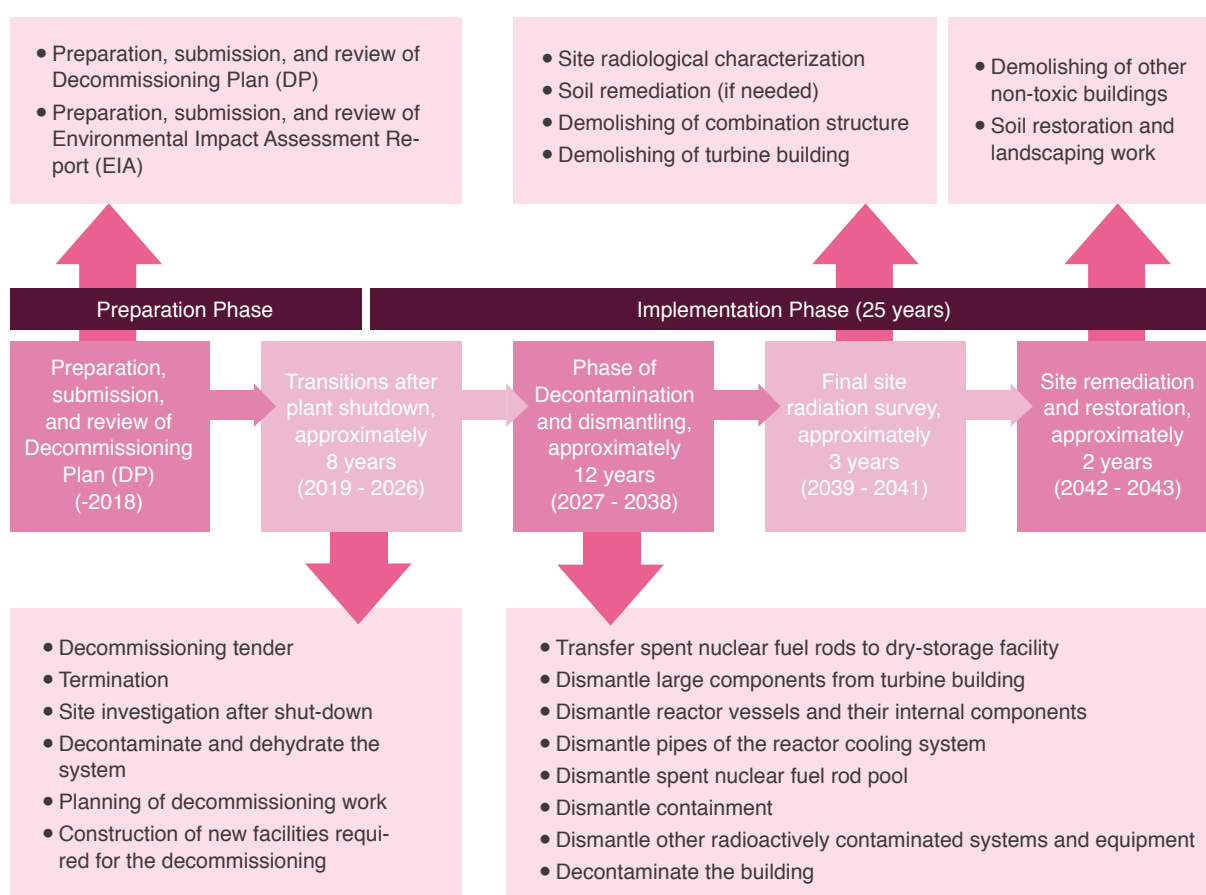 • Preparation, submission, and review of
Decommissioning Plan (DP)
• Preparation, submission, and review of
Environmental Impact Assessment Re-
port (EIA)
• Site radiological characterization
• Soil remediation (if needed)
• Demolishing of combination structure
• Demolishing of turbine building
• Demolishing of other
non-toxic buildings
• Soil restoration and
landscaping work
Preparation Phase
Implementation Phase (25 years)
Preparation,
submission,
and review of
Decommissioning
Plan (DP)
(-2018)
Transitions after
plant shutdown,
approximately
8 years
(2019 - 2026)
Phase of
Decontamination
and dismantling,
approximately
12 years
(2027 - 2038)
Final site
radiation survey,
approximately
3 years
(2039 - 2041)
Site remediation
and restoration,
approximately
2 years
(2042 - 2043)
• Decommissioning tender
• Termination
• Site investigation after shut-down
• Decontaminate and dehydrate the
system
• Planning of decommissioning work
• Construction of new facilities requi-
red for the decommissioning
• Transfer spent nuclear fuel rods to dry-storage facility
• Dismantle large components from turbine building
• Dismantle reactor vessels and their internal components
• Dismantle pipes of the reactor cooling system
• Dismantle spent nuclear fuel rod pool
• Dismantle containment
• Dismantle other radioactively contaminated systems and equipment
• Decontaminate the building